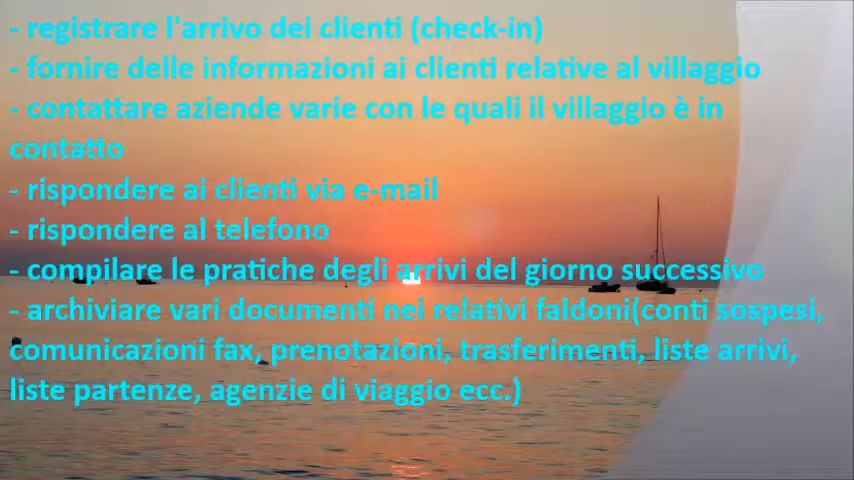 - registrare l'arrivo dei clienti (check-in)
- fornire delle informazioni ai clienti relative al villaggio
- contattare aziende varie con le quali il villaggio è in
contatto
- rispondere ai clienti via e-mail
- rispondere al telefono
- compilare le pratiche degli arrivi del giorno successivo
- archiviare vari documenti nei relativi faldoni(conti sospesi,
comunicazioni fax, prenotazioni, trasferimenti, liste arrivi,
liste partenze, agenzie di viaggio ecc.)